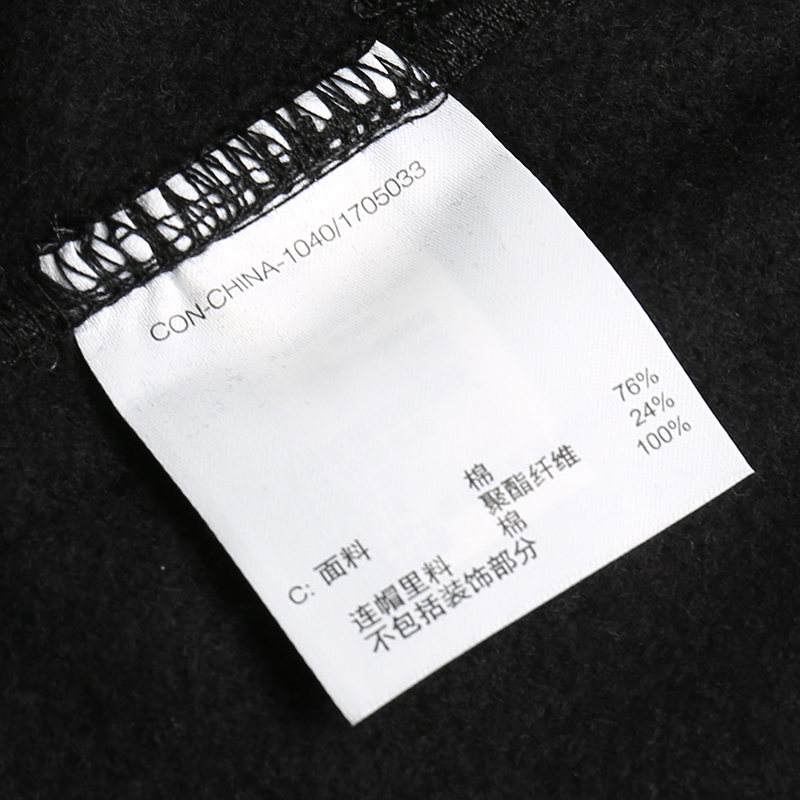 CON-CHINA-1040/1705033
C: 面料 棉 76%
聚酯纤维 24%
连帽里料 棉 100%
不包括装饰部分